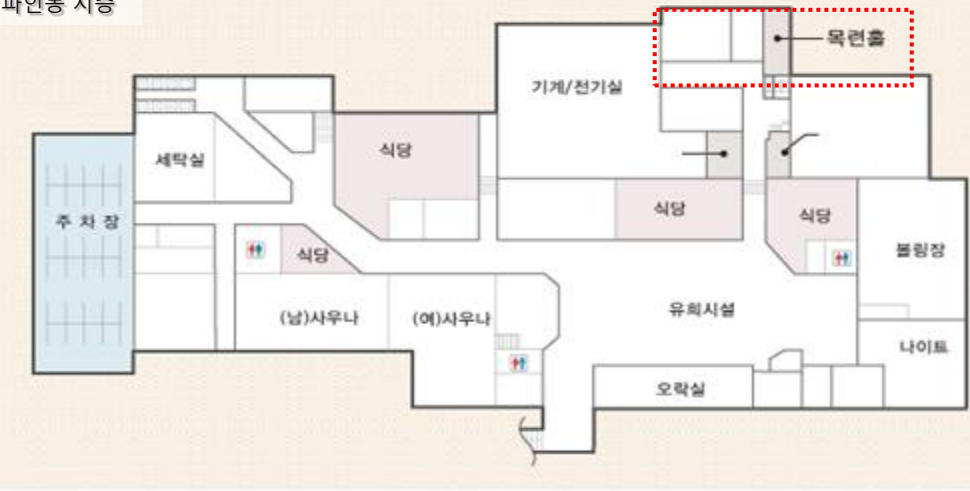 파인동 지층
목련홀
기계/전기실
식당
세탁실
식당
식당
주 차 장
볼링장
식당
유희시설
(남)사우나
(여)사우나
나이트
오락실